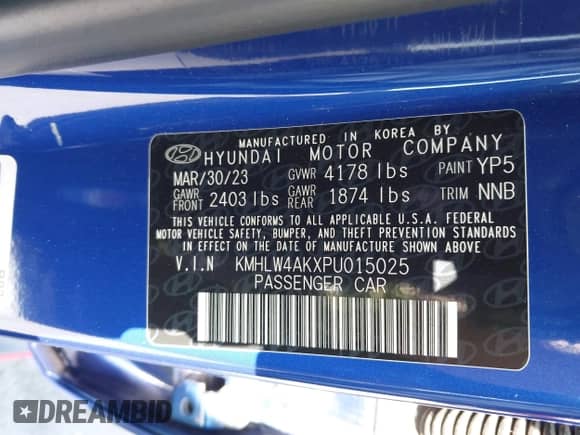 MANUFACTURED IN KOREA BY
HYUNDAI MOTOR COMPANY
MAR/30/23 GVWR 4178 lbs PAINT YP5
GAWR FRONT 2403 lbs GAWR REAR 1874 lbs TRIM NNB
THIS VEHICLE CONFORMS TO ALL APPLICABLE U.S.A. FEDERAL
MOTOR VEHICLE SAFETY, BUMPER, AND THEFT PREVENTION STANDARDS
IN EFFECT ON THE DATE OF MANUFACTURE SHOWN ABOVE.
V.I.N KMHLW4AKXPU015025
PASSENGER CAR
DREAMBID